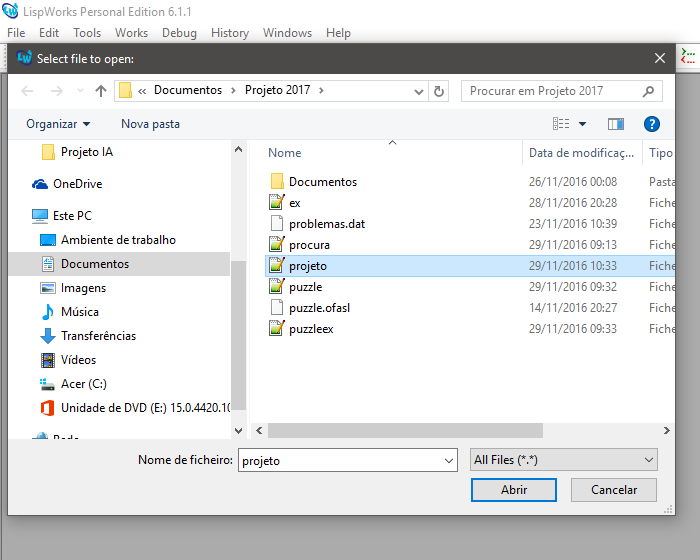 LispWorks Personal Edition 6.1.1
File Edit Tools Works Debug History Windows Help
Select file to open:
« Documentos › Projeto 2017 ›
Procurar em Projeto 2017
Organizar
Nova pasta
Projeto IA
OneDrive
Este PC
Ambiente de trabalho
Documentos
Imagens
Música
Transferências
Vídeos
Acer (C:)
Unidade de DVD (E:) 15.0.4420.10
Nome Data de modificaç... Tipo
Documentos 26/11/2016 00:08 Pasta
ex 28/11/2016 20:28 Fiche
problemas.dat 23/11/2016 10:39 Fiche
procura 29/11/2016 09:13 Fiche
projeto 29/11/2016 10:33 Fiche
puzzle 29/11/2016 09:32 Fiche
puzzle.ofasl 14/11/2016 20:27 Fiche
puzzleex 29/11/2016 09:33 Fiche
Nome de ficheiro: projeto
All Files (*.*)
Abrir
Cancelar